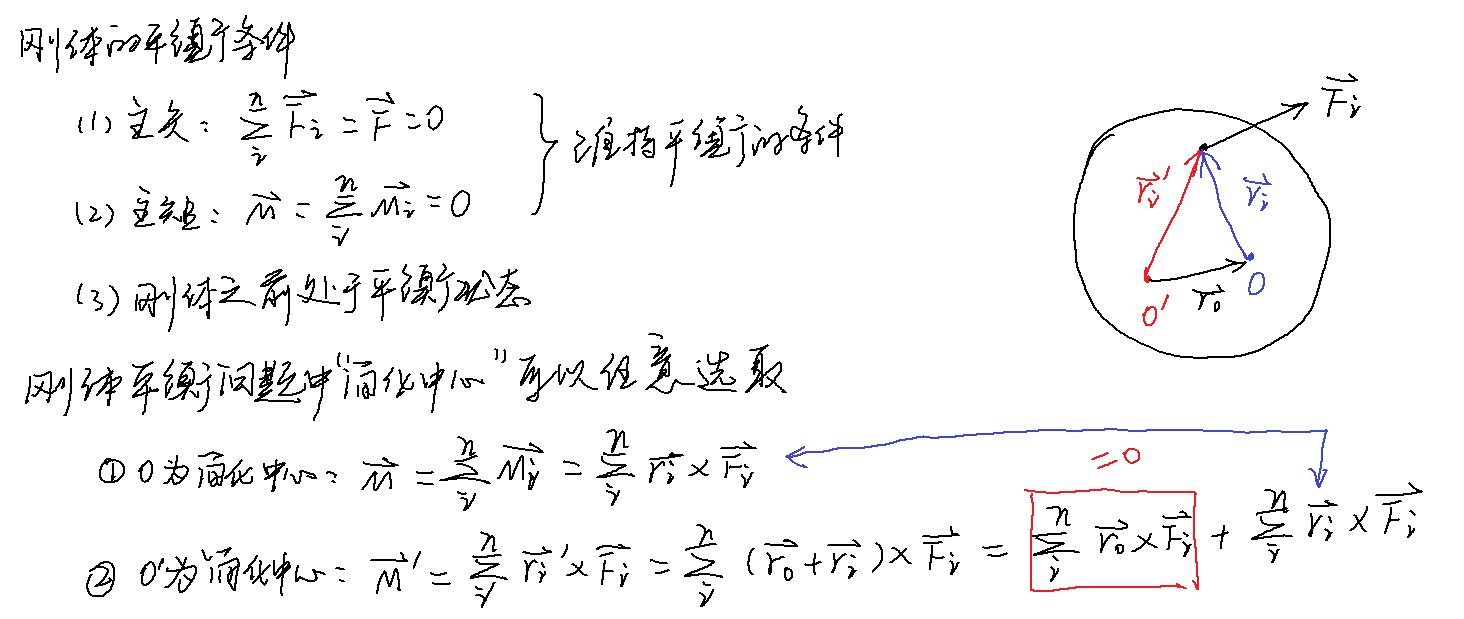 刚体的平衡条件
(1) 主矢: $\sum_{i}^{n} \vec{F_i} = \vec{F} = 0$
(2) 主矩: $\vec{M} = \sum_{i}^{n} \vec{M_i} = 0$
} 维持平衡的条件
(3) 刚体之前处于平衡状态
刚体平衡问题中"简化中心"可以任意选取
① O为简化中心: $\vec{M} = \sum_{i}^{n} \vec{M_i} = \sum_{i}^{n} \vec{r_i} \times \vec{F_i}$
=0
② O'为简化中心: $\vec{M}' = \sum_{i}^{n} \vec{r_i}' \times \vec{F_i} = \sum_{i}^{n} (\vec{r_0} + \vec{r_i}) \times \vec{F_i} = \sum_{i}^{n} \vec{r_0} \times \vec{F_i} + \sum_{i}^{n} \vec{r_i} \times \vec{F_i}$
$\vec{F_i}$
$\vec{r_i}'$
$\vec{r_i}$
O'
$\vec{r_0}$
O